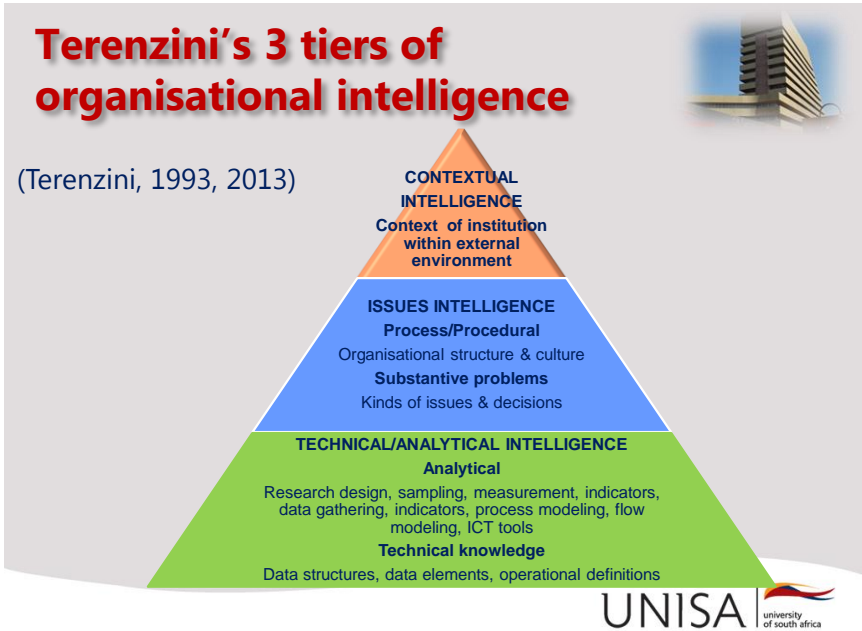 Terenzini’s 3 tiers of
organisational intelligence
(Terenzini, 1993, 2013)
CONTEXTUAL
INTELLIGENCE
Context of institution
within external
environment
ISSUES INTELLIGENCE
Process/Procedural
Organisational structure & culture
Substantive problems
Kinds of issues & decisions
TECHNICAL/ANALYTICAL INTELLIGENCE
Analytical
Research design, sampling, measurement, indicators,
data gathering, indicators, process modeling, flow
modeling, ICT tools
Technical knowledge
Data structures, data elements, operational definitions
UNISA
university
of south africa